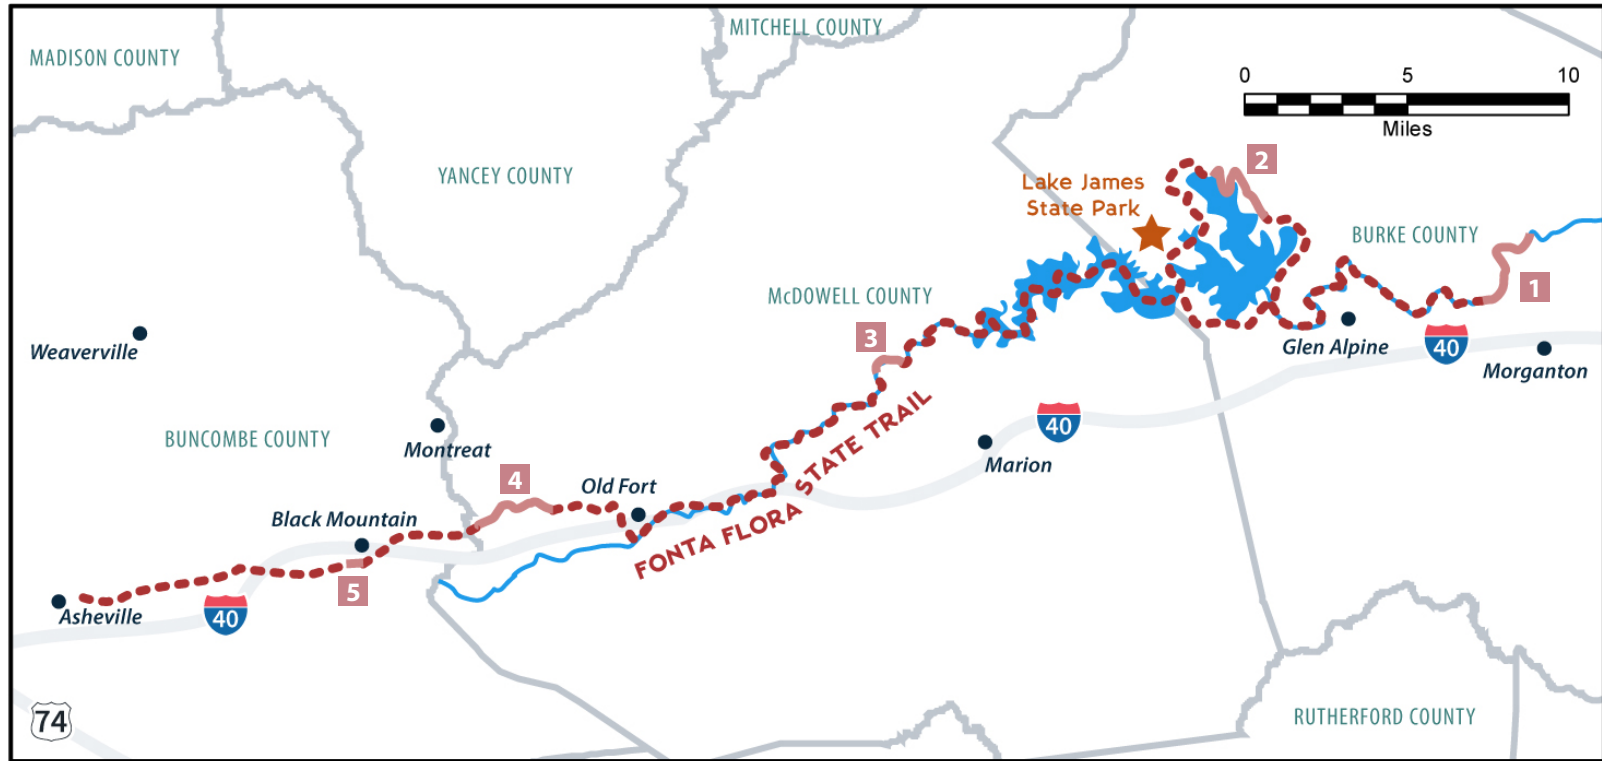 MITCHELL COUNTY
MADISON COUNTY
0 5 10
Miles
2
YANCEY COUNTY
Lake James
State Park
BURKE COUNTY
1
McDOWELL COUNTY
3
Weaverville
Glen Alpine
40
Morganton
STATE TRAIL
40
BUNCOMBE COUNTY
Montreat
Marion
4
Old Fort
Black Mountain
FONTA FLORA
5
Asheville
40
74
RUTHERFORD COUNTY